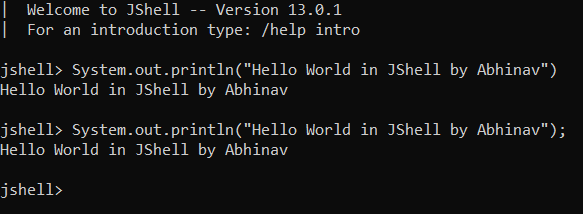 |  Welcome to JShell -- Version 13.0.1
|  For an introduction type: /help intro
jshell> System.out.println("Hello World in JShell by Abhinav")
Hello World in JShell by Abhinav
jshell> System.out.println("Hello World in JShell by Abhinav");
Hello World in JShell by Abhinav
jshell>